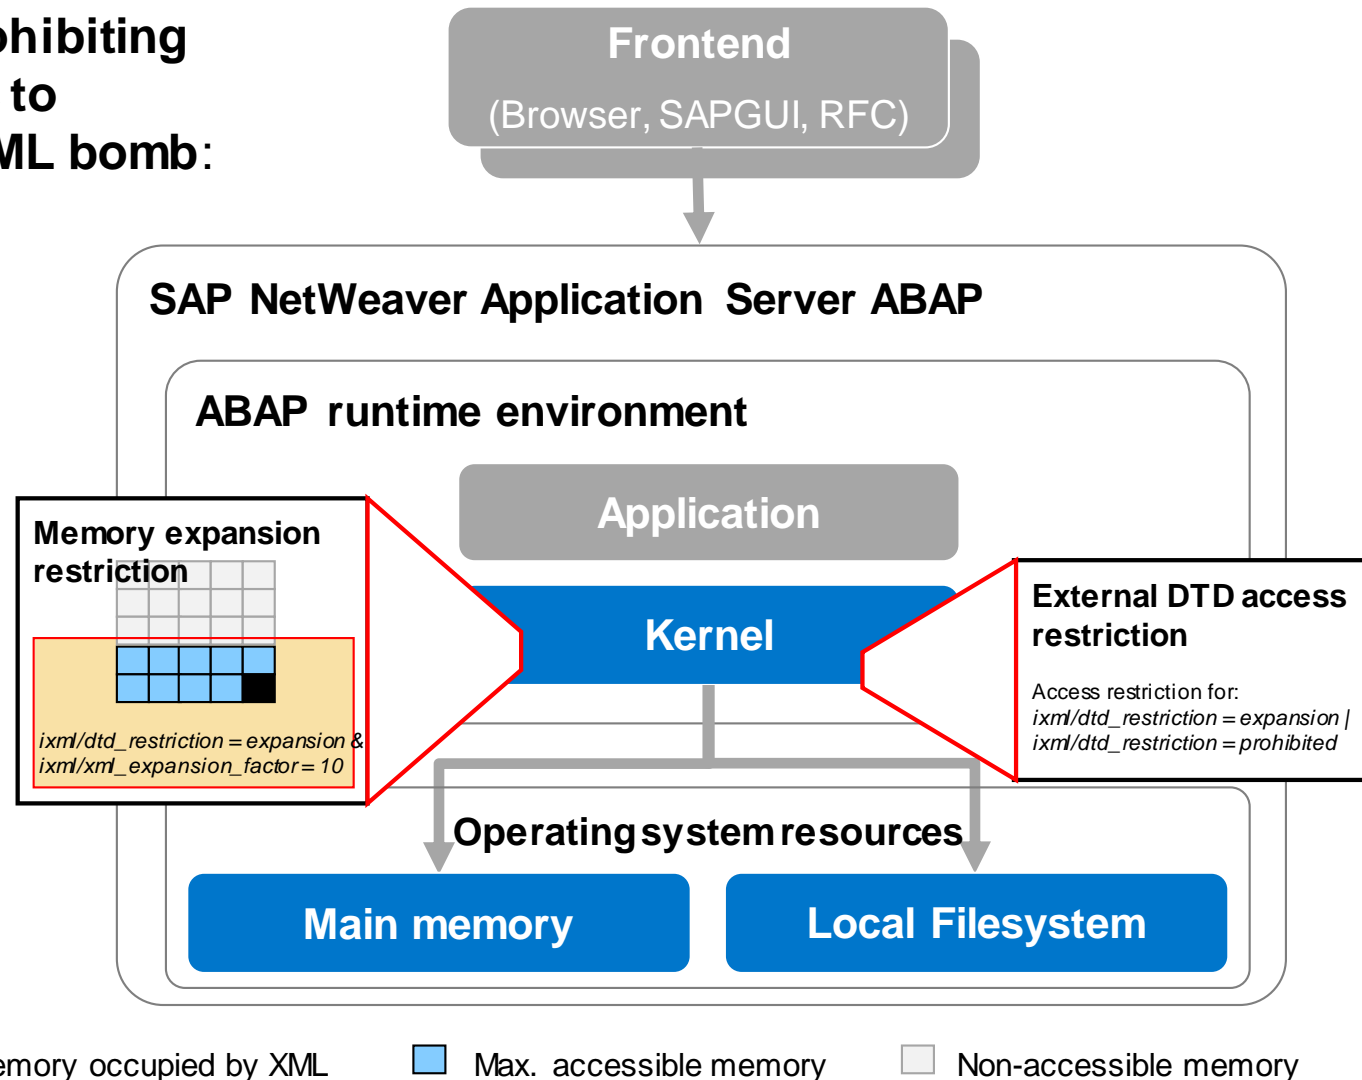 ohibiting
to
ML bomb:
Frontend
(Browser, SAPGUI, RFC)
SAP NetWeaver Application Server ABAP
ABAP runtime environment
Application
Memory expansion
restriction
Kernel
External DTD access
restriction
Access restriction for:
ixml/dtd_restriction = expansion |
ixml/dtd_restriction = prohibited
ixml/dtd_restriction = expansion &
ixml/xml_expansion_factor = 10
Operating system resources
Main memory
Local Filesystem
emory occupied by XML
Max. accessible memory
Non-accessible memory